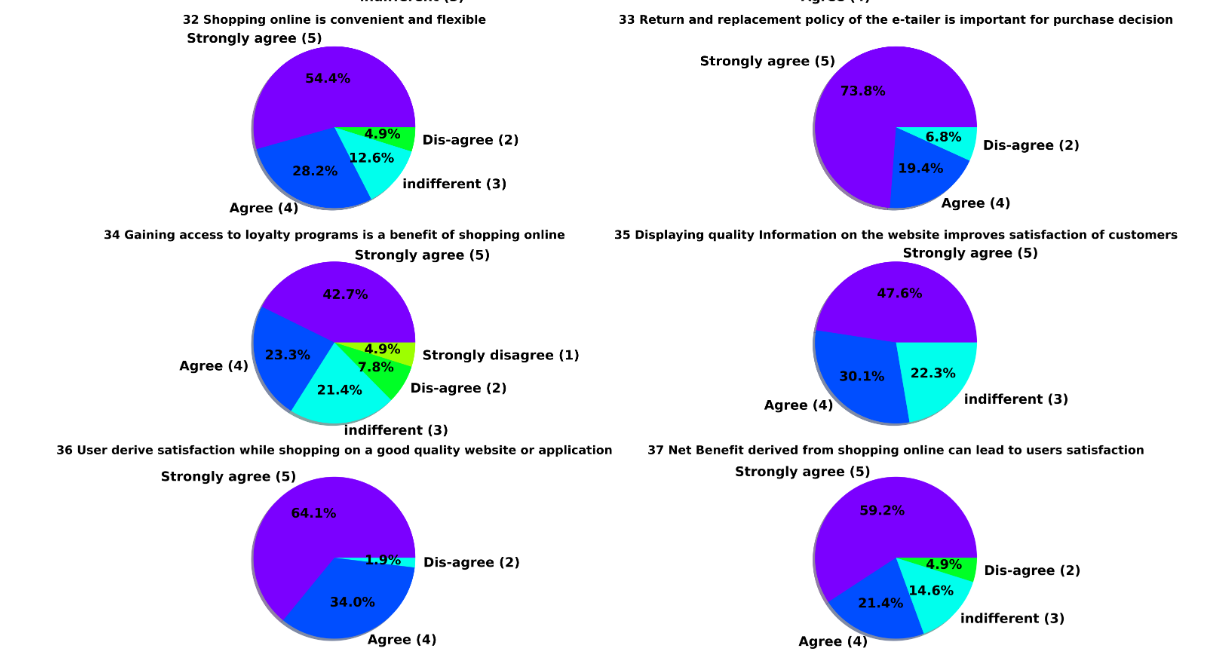 indifferent (3)
Agree (4)
32 Shopping online is convenient and flexible
Strongly agree (5)
54.4%
4.9%
Dis-agree (2)
12.6%
28.2%
indifferent (3)
Agree (4)
33 Return and replacement policy of the e-tailer is important for purchase decision
Strongly agree (5)
73.8%
6.8%
Dis-agree (2)
19.4%
Agree (4)
34 Gaining access to loyalty programs is a benefit of shopping online
Strongly agree (5)
42.7%
4.9%
Strongly disagree (1)
23.3%
Agree (4)
7.8%
Dis-agree (2)
21.4%
indifferent (3)
35 Displaying quality Information on the website improves satisfaction of customers
Strongly agree (5)
47.6%
30.1%
22.3%
indifferent (3)
Agree (4)
36 User derive satisfaction while shopping on a good quality website or application
Strongly agree (5)
64.1%
1.9%
Dis-agree (2)
34.0%
Agree (4)
37 Net Benefit derived from shopping online can lead to users satisfaction
Strongly agree (5)
59.2%
4.9%
Dis-agree (2)
14.6%
21.4%
indifferent (3)
Agree (4)